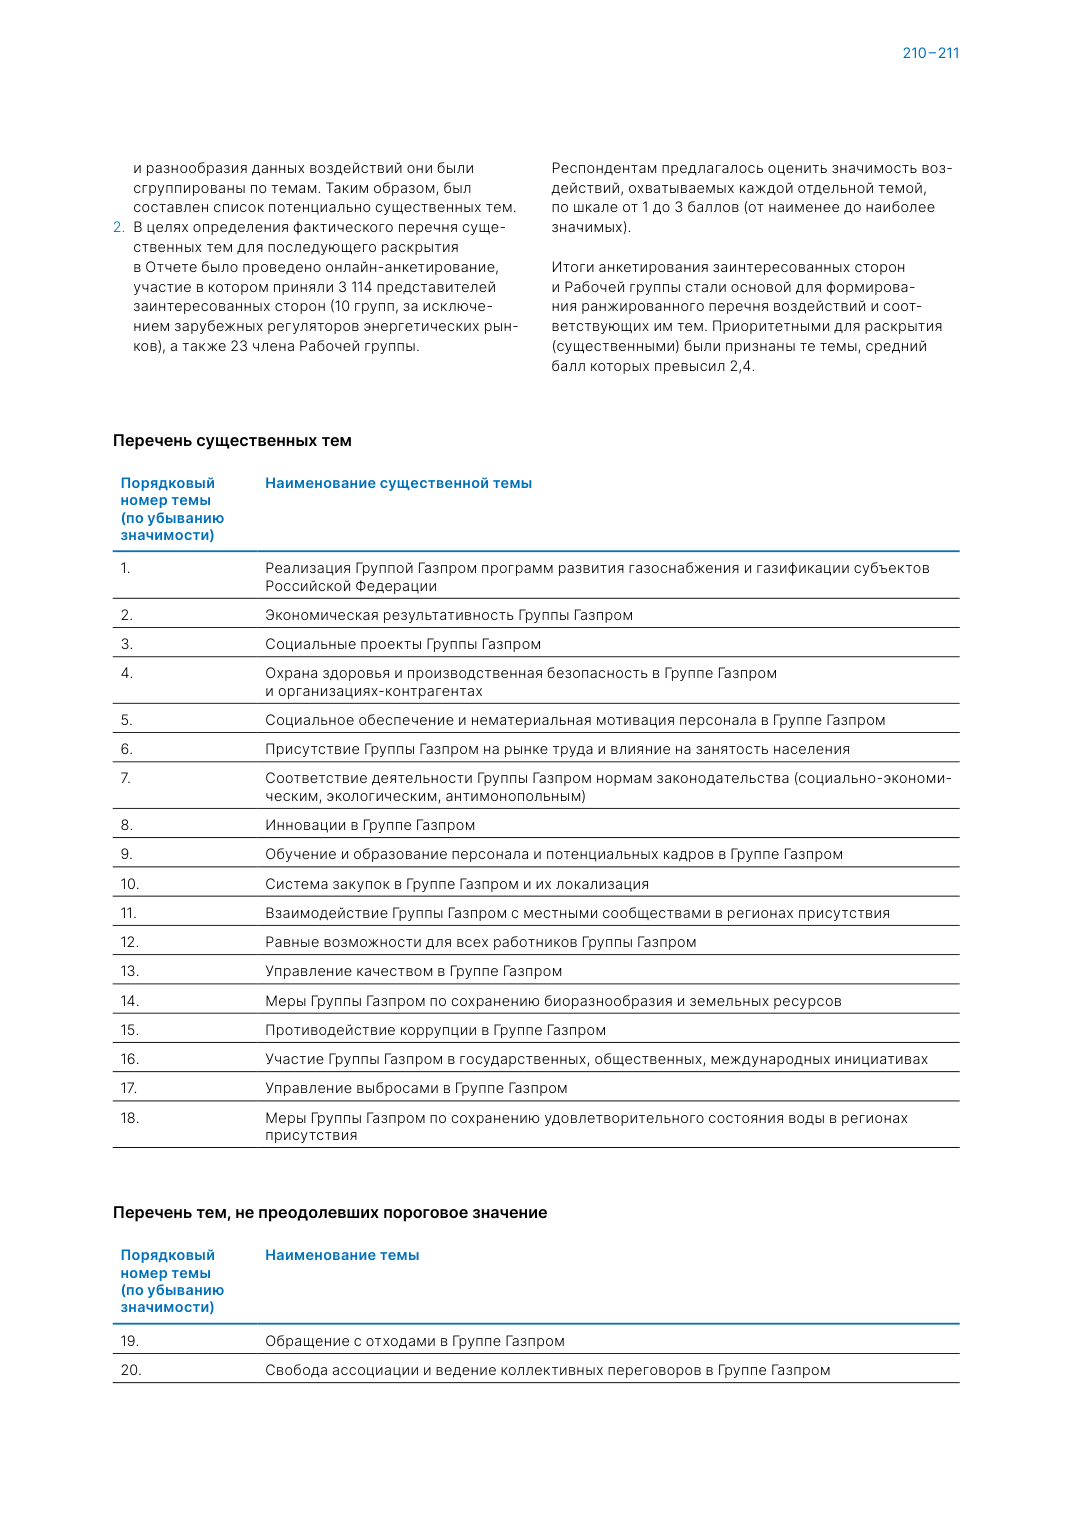 210–211
и разнообразия данных воздействий они были
сгруппированы по темам. Таким образом, был
составлен список потенциально существенных тем.
2. В целях определения фактического перечня суще-
ственных тем для последующего раскрытия
в Отчете было проведено онлайн-анкетирование,
участие в котором приняли 3 114 представителей
заинтересованных сторон (10 групп, за исключе-
нием зарубежных регуляторов энергетических рын-
ков), а также 23 члена Рабочей группы.
Респондентам предлагалось оценить значимость воз-
действий, охватываемых каждой отдельной темой,
по шкале от 1 до 3 баллов (от наименее до наиболее
значимых).
Итоги анкетирования заинтересованных сторон
и Рабочей группы стали основой для формирова-
ния ранжированного перечня воздействий и соот-
ветствующих им тем. Приоритетными для раскрытия
(существенными) были признаны те темы, средний
балл которых превысил 2,4.
Перечень существенных тем
Порядковый
номер темы
(по убыванию
значимости)
Наименование существенной темы
1. Реализация Группой Газпром программ развития газоснабжения и газификации субъектов
Российской Федерации
2. Экономическая результативность Группы Газпром
3. Социальные проекты Группы Газпром
4. Охрана здоровья и производственная безопасность в Группе Газпром
и организациях-контрагентах
5. Социальное обеспечение и нематериальная мотивация персонала в Группе Газпром
6. Присутствие Группы Газпром на рынке труда и влияние на занятость населения
7. Соответствие деятельности Группы Газпром нормам законодательства (социально-экономи-
ческим, экологическим, антимонопольным)
8. Инновации в Группе Газпром
9. Обучение и образование персонала и потенциальных кадров в Группе Газпром
10. Система закупок в Группе Газпром и их локализация
11. Взаимодействие Группы Газпром с местными сообществами в регионах присутствия
12. Равные возможности для всех работников Группы Газпром
13. Управление качеством в Группе Газпром
14. Меры Группы Газпром по сохранению биоразнообразия и земельных ресурсов
15. Противодействие коррупции в Группе Газпром
16. Участие Группы Газпром в государственных, общественных, международных инициативах
17. Управление выбросами в Группе Газпром
18. Меры Группы Газпром по сохранению удовлетворительного состояния воды в регионах
присутствия
Перечень тем, не преодолевших пороговое значение
Порядковый
номер темы
(по убыванию
значимости)
Наименование темы
19. Обращение с отходами в Группе Газпром
20. Свобода ассоциации и ведение коллективных переговоров в Группе Газпром